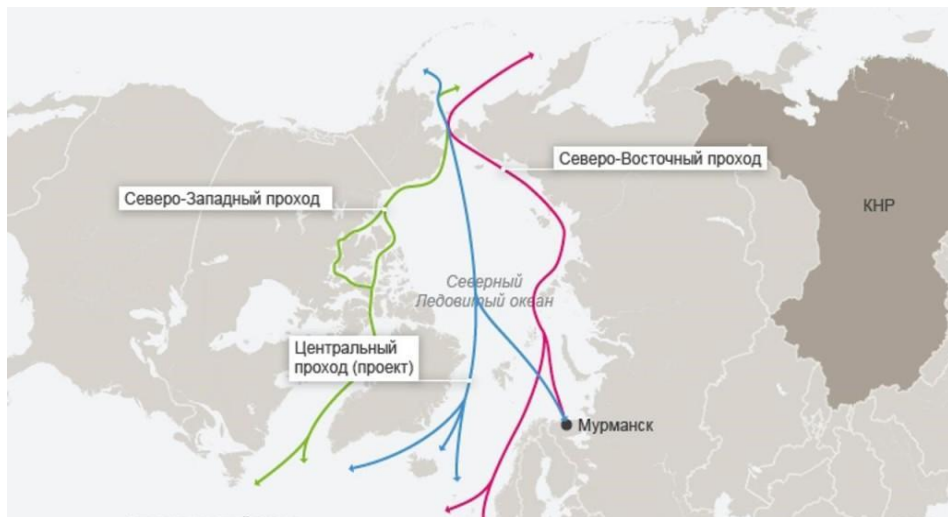 Северо-Восточный проход
Северо-Западный проход
КНР
Северный
Ледовитый океан
Центральный
проход (проект)
Мурманск